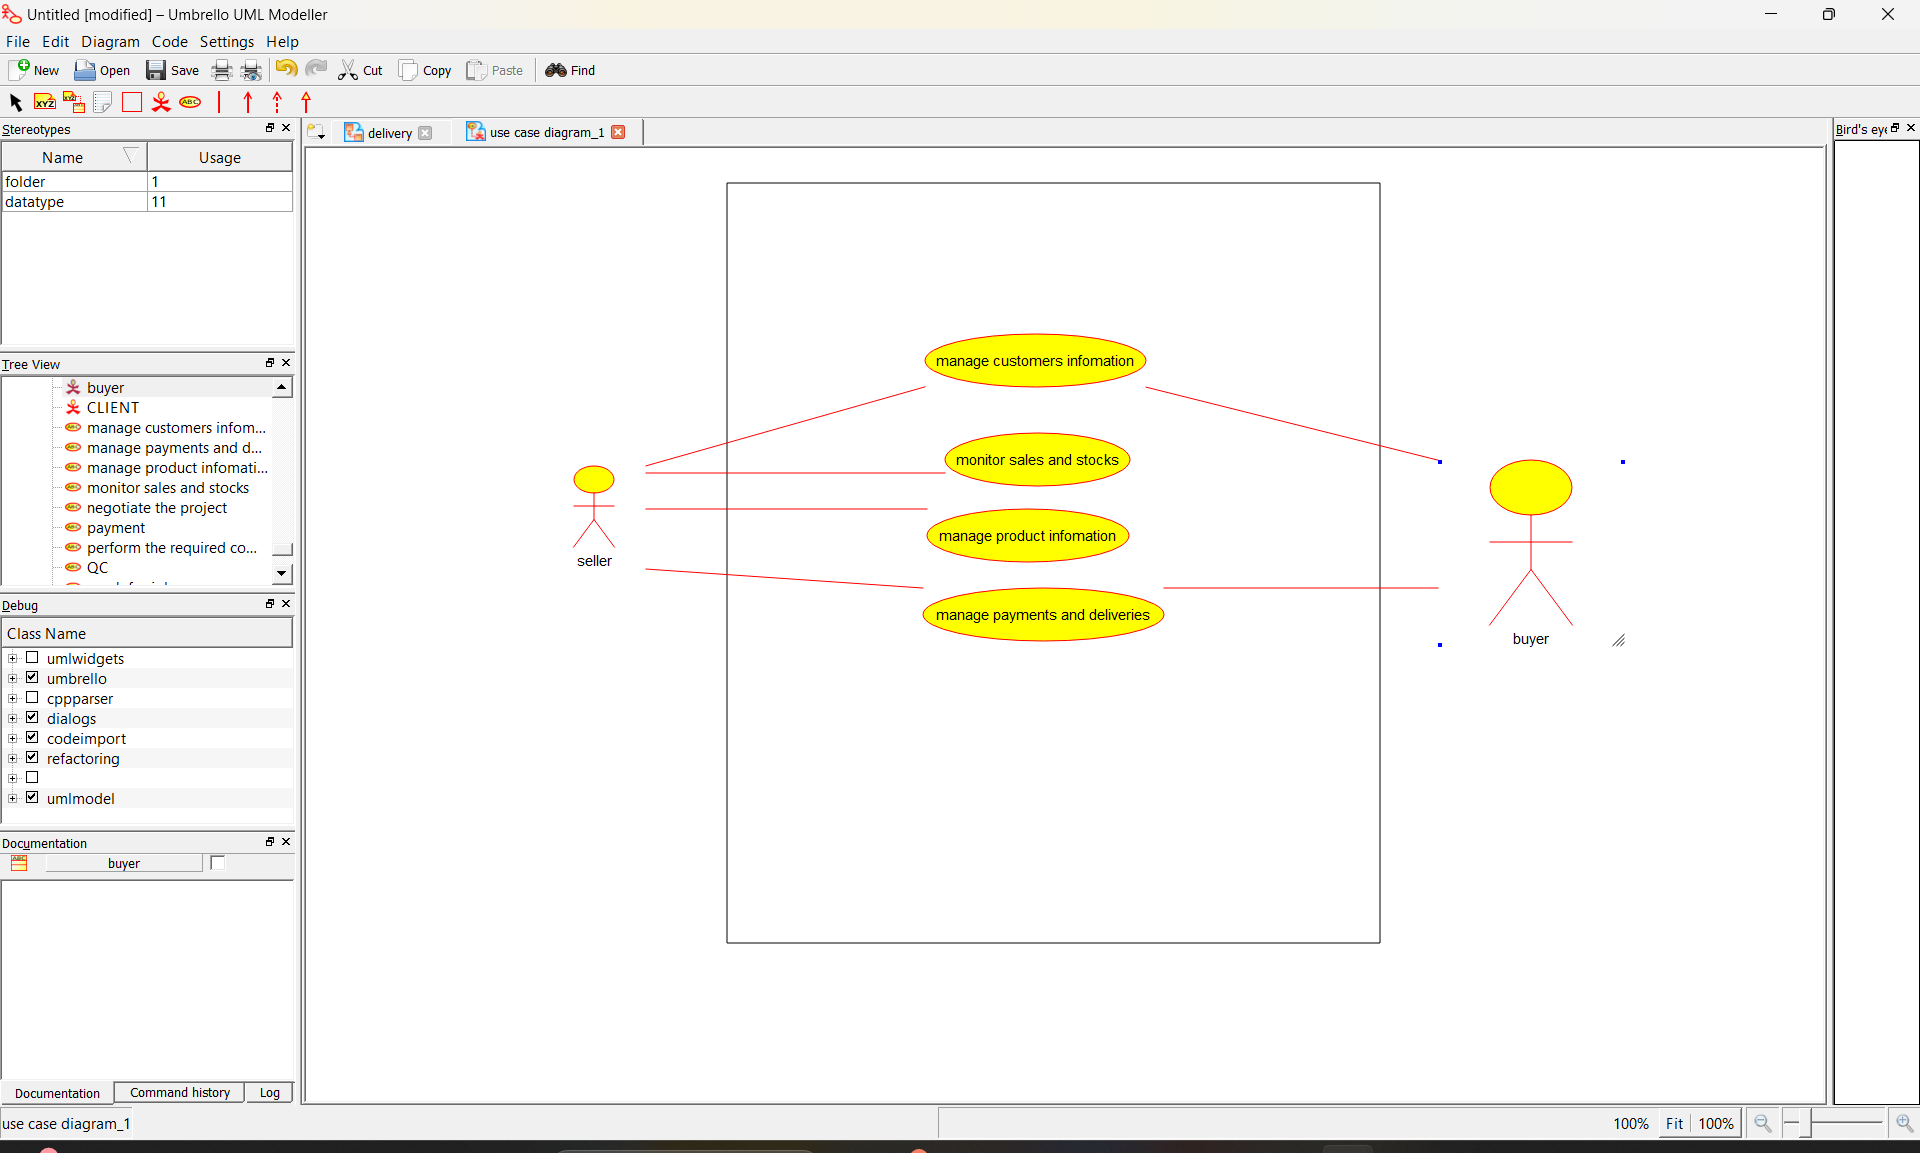 Untitled [modified] – Umbrello UML Modeller
File Edit Diagram Code Settings Help
New Open Save Cut Copy Paste Find
XYZ XYZ ABC
Stereotypes
Name Usage
folder 1
datatype 11
Tree View
buyer
CLIENT
manage customers infom...
manage payments and d...
manage product infomati...
monitor sales and stocks
negotiate the project
payment
perform the required co...
QC
Debug
Class Name
umlwidgets
umbrello
cppparser
dialogs
codeimport
refactoring
umlmodel
Documentation
buyer
Documentation Command history Log
use case diagram_1
delivery use case diagram_1
manage customers infomation
monitor sales and stocks
manage product infomation
manage payments and deliveries
seller
buyer
Bird's eye
100% Fit 100%